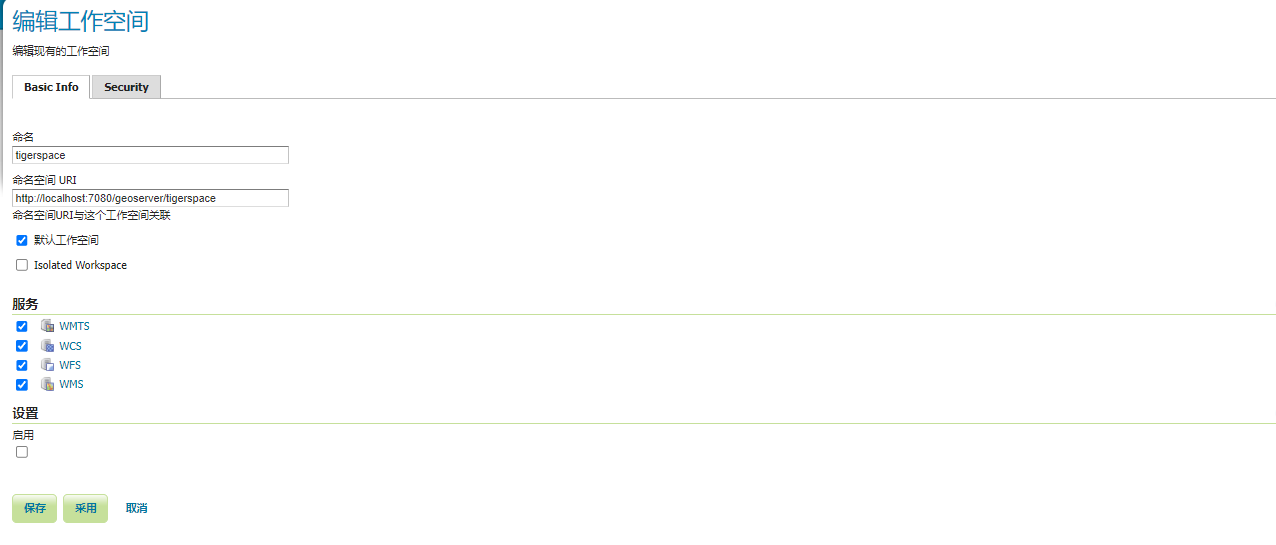 编辑工作空间
编辑现有的工作空间
Basic Info Security
命名
tigerspace
命名空间 URI
http://localhost:7080/geoserver/tigerspace
命名空间URI与这个工作空间关联
默认工作空间
Isolated Workspace
服务
WMTS
WCS
WFS
WMS
设置
启用
保存 采用 取消